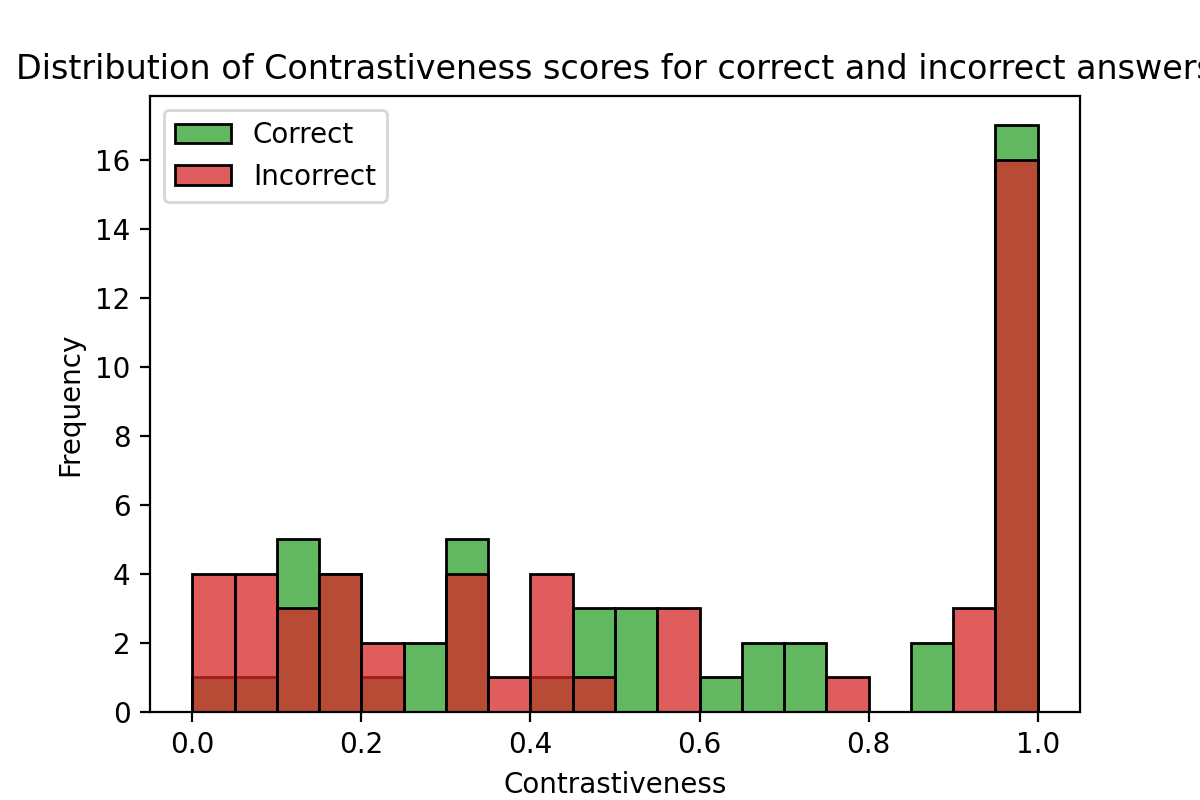 Distribution of Contrastiveness scores for correct and incorrect answers
Correct
Incorrect
16
14
12
10
8
6
4
2
0
Frequency
0.0 0.2 0.4 0.6 0.8 1.0
Contrastiveness